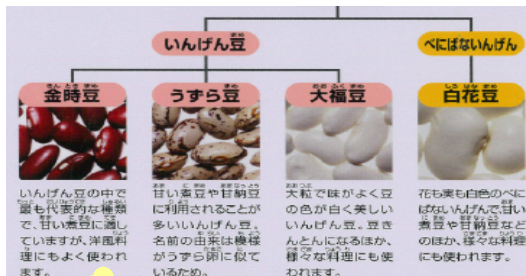 いんげん豆
べにばないんげん
金時豆
うずら豆
大福豆
白花豆
いんげん豆の中で
最も代表的な種類
で、甘い煮豆に適し
ていますが、洋風料
理にもよく使われ
ます。
甘い煮豆や甘納豆
に利用されることが
多いいんげん豆。
名前の由来は模様
がうずら卵に似て
いるため。
大粒で味がよく豆
の色が白く美しい
いんげん豆。豆き
んとんになるほか、
様々な料理にも使
われます。
花も実も白色のべに
ばないんげんで、甘い
煮豆や甘納豆など
のほか、様々な料理
にも使われます。